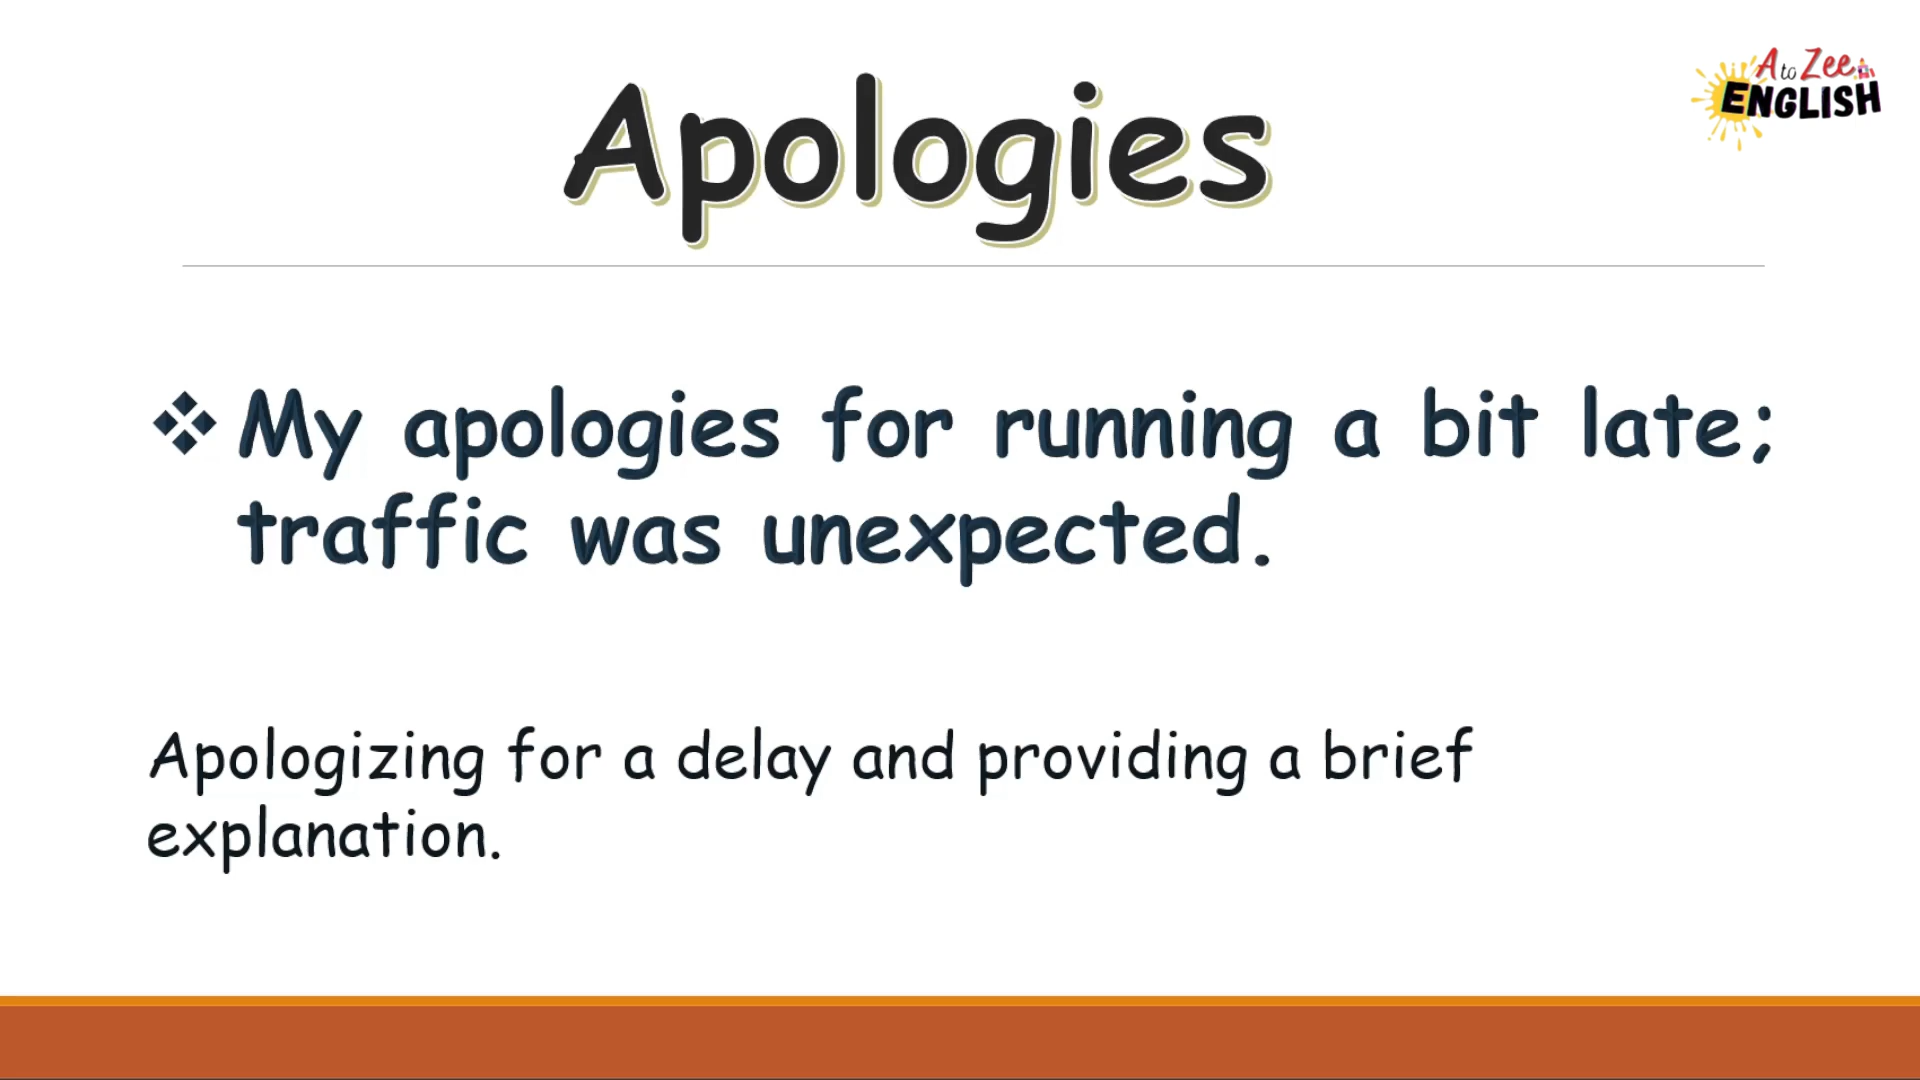 A to Zee
ENGLISH
Apologies
My apologies for running a bit late;
traffic was unexpected.
Apologizing for a delay and providing a brief
explanation.